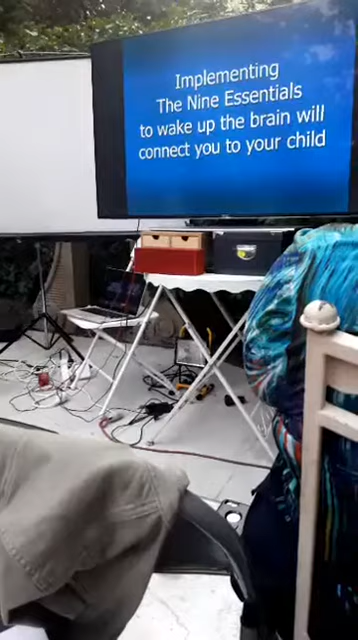 Implementing
The Nine Essentials
to wake up the brain will
connect you to your child